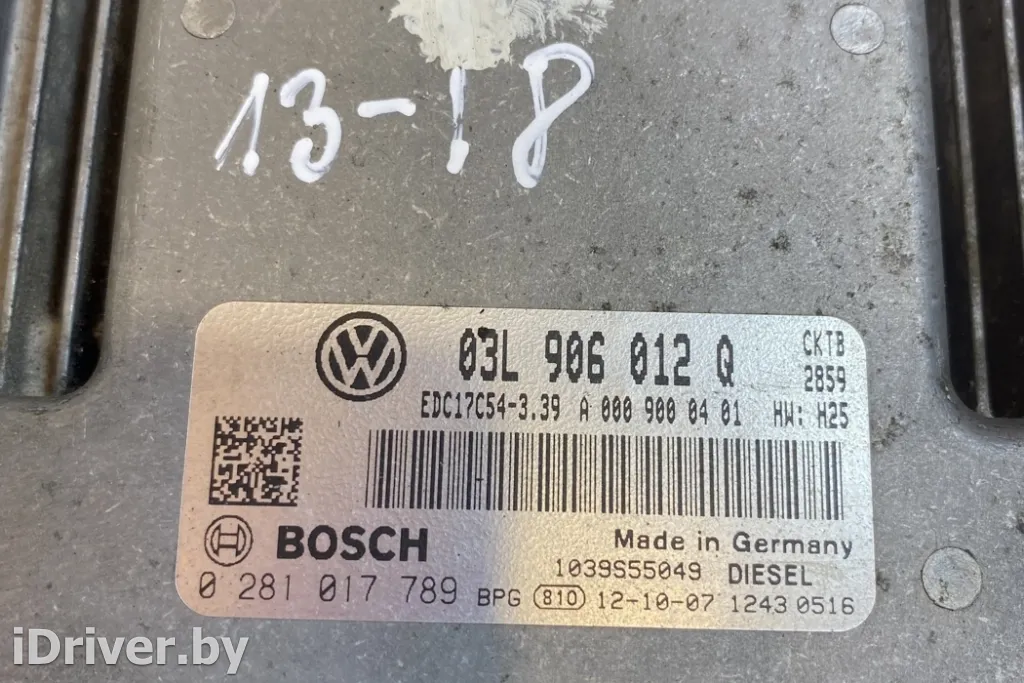 13-18
03L 906 012 Q
CKTB
2859
EDC17C54-3.39 A 000 900 04 01 HW: H25
BOSCH
Made in Germany
1039S55049 DIESEL
0 281 017 789 BPG 810 12-10-07 1243 0516
iDriver.by